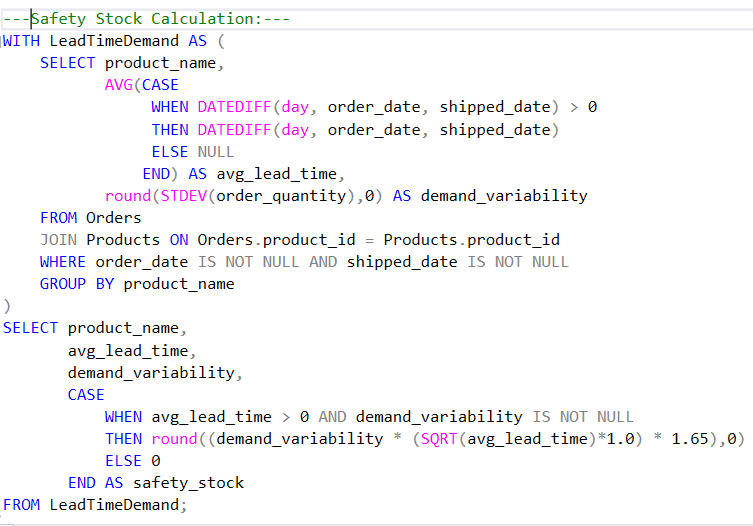 ---Safety Stock Calculation:---
WITH LeadTimeDemand AS (
    SELECT product_name,
           AVG(CASE
                WHEN DATEDIFF(day, order_date, shipped_date) > 0
                THEN DATEDIFF(day, order_date, shipped_date)
                ELSE NULL
               END) AS avg_lead_time,
           round(STDEV(order_quantity),0) AS demand_variability
    FROM Orders
    JOIN Products ON Orders.product_id = Products.product_id
    WHERE order_date IS NOT NULL AND shipped_date IS NOT NULL
    GROUP BY product_name
)
SELECT product_name,
       avg_lead_time,
       demand_variability,
       CASE
           WHEN avg_lead_time > 0 AND demand_variability IS NOT NULL
           THEN round((demand_variability * (SQRT(avg_lead_time)*1.0) * 1.65),0)
           ELSE 0
       END AS safety_stock
FROM LeadTimeDemand;